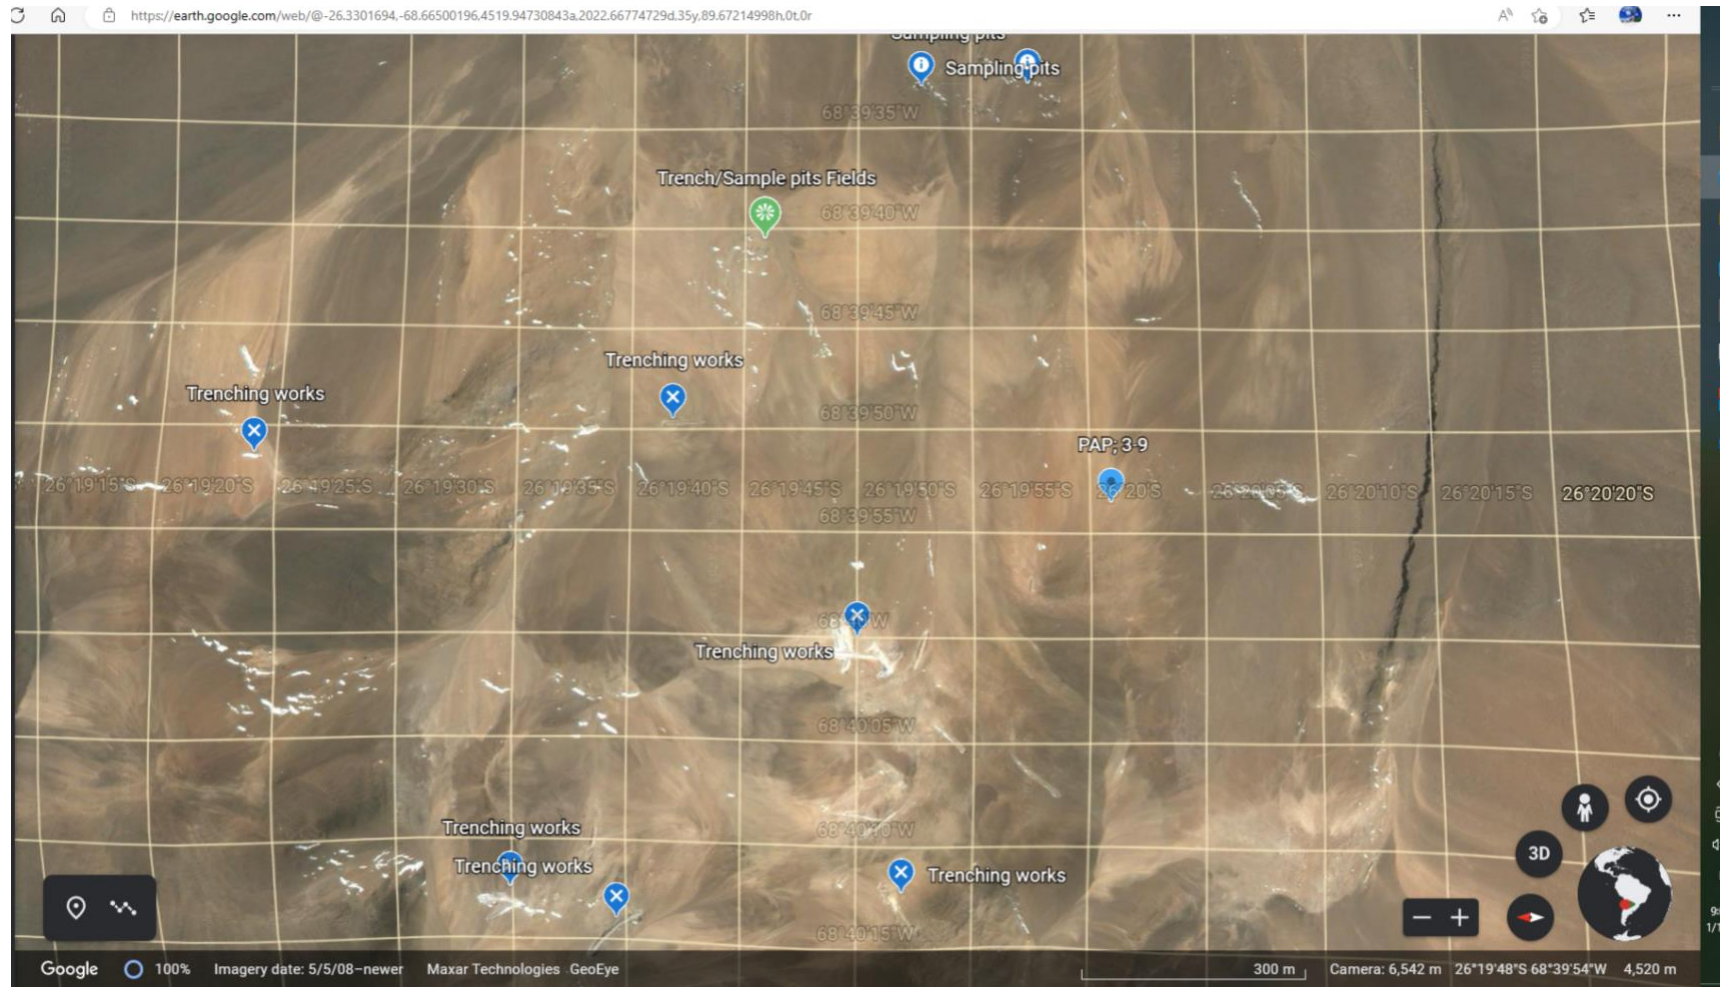 https://earth.google.com/web/@-26.3301694,-68.66500196,4519.94730843a,2022.66774729d,35y,89.67214998h,0t,0r
Sampling pits
Sampling pits
68°39'35"W
Trench/Sample pits Fields
68°39'40"W
68°39'45"W
Trenching works
Trenching works
68°39'50"W
PAP; 3-9
26°19'15"S 26°19'20"S 26°19'25"S 26°19'30"S 26°19'35"S 26°19'40"S 26°19'45"S 26°19'50"S 26°19'55"S 26°20'S 26°20'05"S 26°20'10"S 26°20'15"S 26°20'20"S
68°39'55"W
68°40'W
Trenching works
68°40'05"W
Trenching works
68°40'10"W
Trenching works
Trenching works
3D
68°40'15"W
Google 100% Imagery date: 5/5/08–newer Maxar Technologies GeoEye 300 m Camera: 6,542 m 26°19'48"S 68°39'54"W 4,520 m